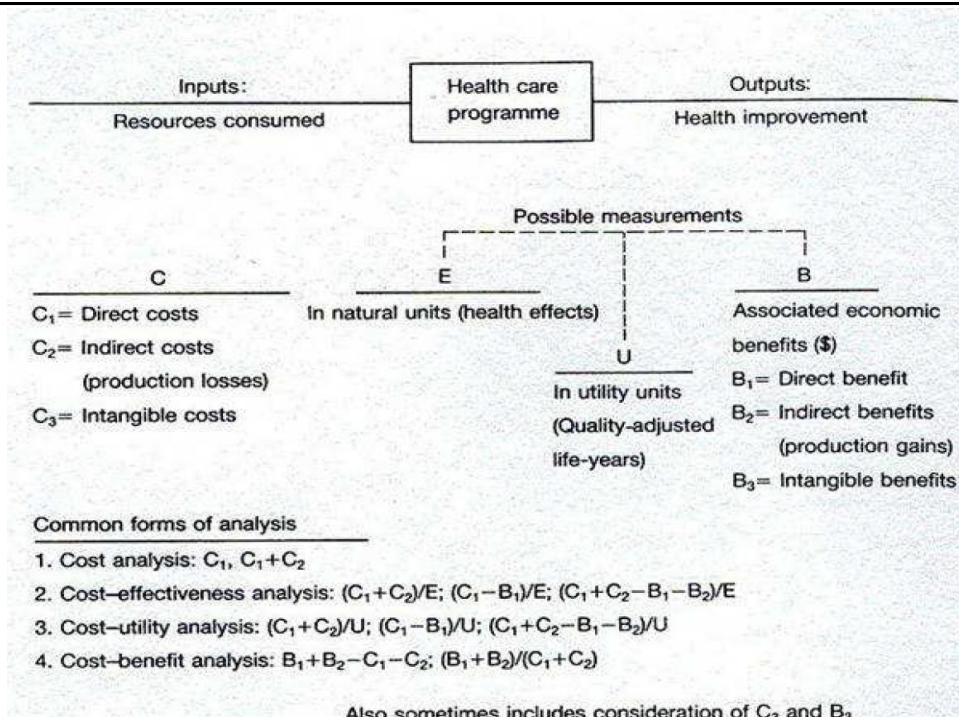 Inputs:
Resources consumed
Health care
programme
Outputs:
Health improvement
Possible measurements
C
C₁= Direct costs
C₂= Indirect costs
(production losses)
C₃= Intangible costs
E
In natural units (health effects)
U
In utility units
(Quality-adjusted
life-years)
B
Associated economic
benefits ($)
B₁= Direct benefit
B₂= Indirect benefits
(production gains)
B₃= Intangible benefits
Common forms of analysis
1. Cost analysis: C₁, C₁+C₂
2. Cost–effectiveness analysis: (C₁+C₂)/E; (C₁−B₁)/E; (C₁+C₂−B₁−B₂)/E
3. Cost–utility analysis: (C₁+C₂)/U; (C₁−B₁)/U; (C₁+C₂−B₁−B₂)/U
4. Cost–benefit analysis: B₁+B₂−C₁−C₂; (B₁+B₂)/(C₁+C₂)
Also sometimes includes consideration of C₃ and B₃